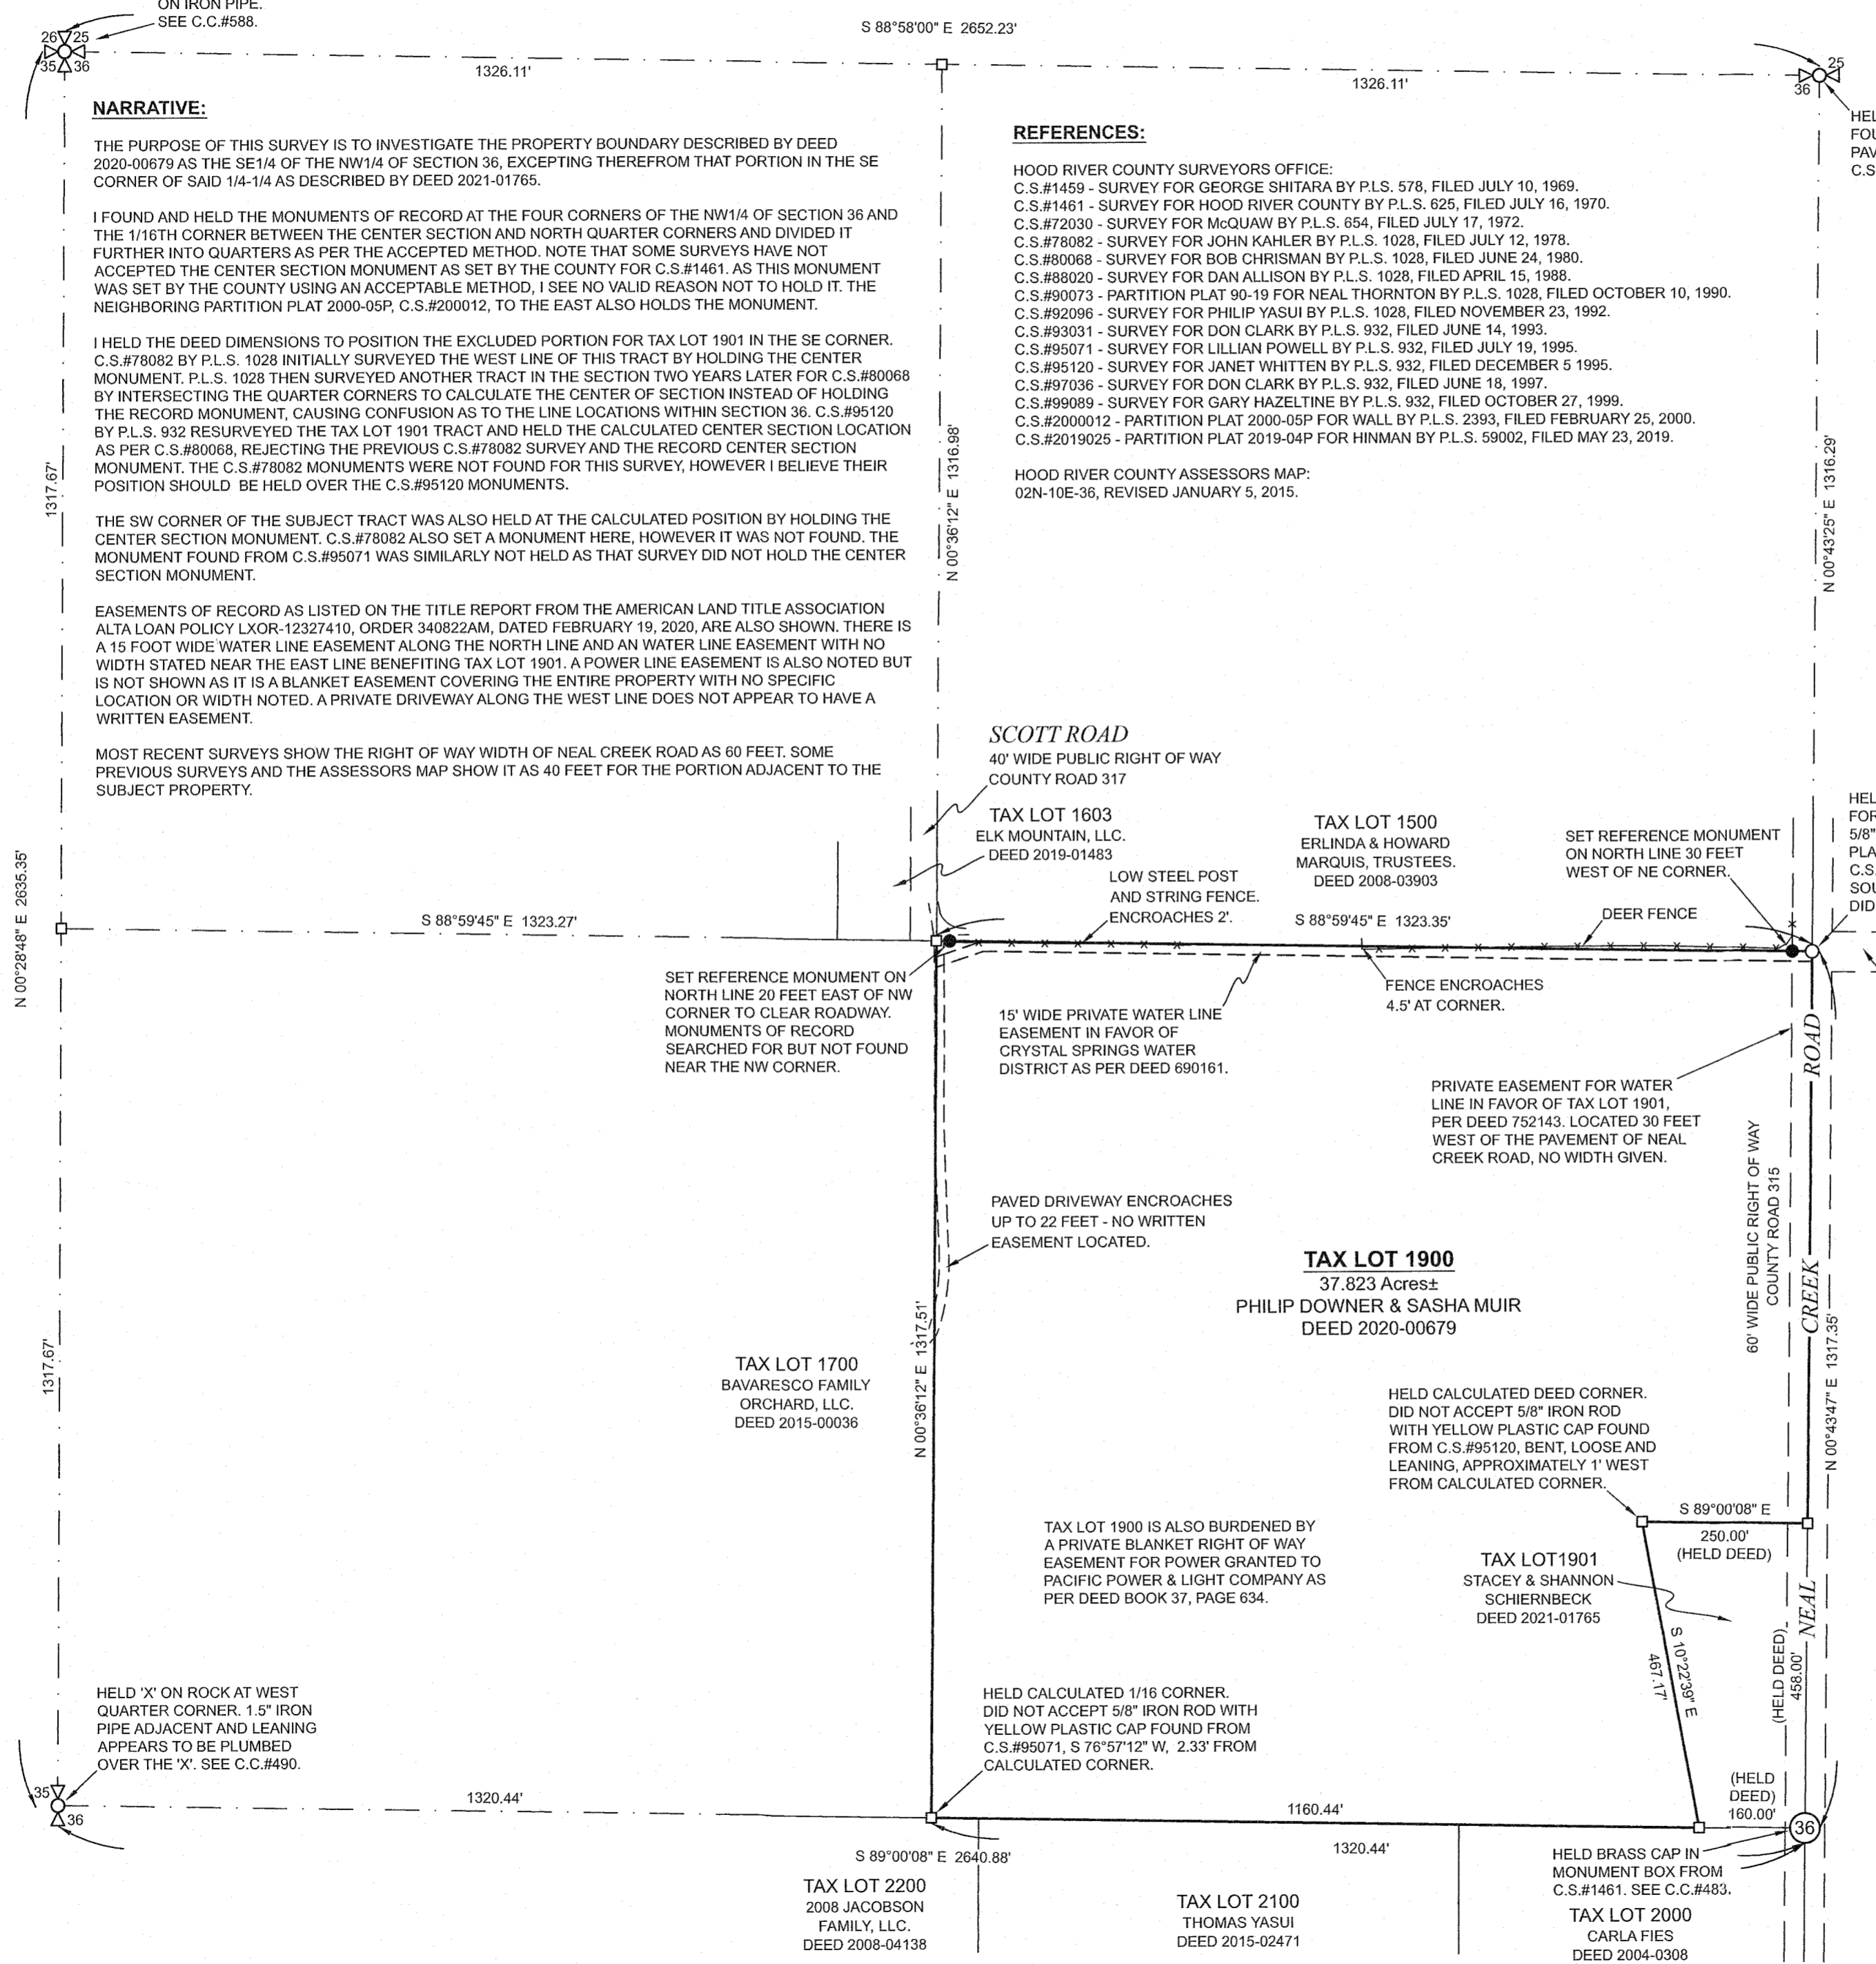 ON IRON PIPE.
SEE C.C.#588.
26 25
35 36
S 88°58'00" E 2652.23'
1326.11'
1326.11'
25
36
HEL
FOU
PAV
C.S
NARRATIVE:
THE PURPOSE OF THIS SURVEY IS TO INVESTIGATE THE PROPERTY BOUNDARY DESCRIBED BY DEED
2020-00679 AS THE SE1/4 OF THE NW1/4 OF SECTION 36, EXCEPTING THEREFROM THAT PORTION IN THE SE
CORNER OF SAID 1/4-1/4 AS DESCRIBED BY DEED 2021-01765.
I FOUND AND HELD THE MONUMENTS OF RECORD AT THE FOUR CORNERS OF THE NW1/4 OF SECTION 36 AND
THE 1/16TH CORNER BETWEEN THE CENTER SECTION AND NORTH QUARTER CORNERS AND DIVIDED IT
FURTHER INTO QUARTERS AS PER THE ACCEPTED METHOD. NOTE THAT SOME SURVEYS HAVE NOT
ACCEPTED THE CENTER SECTION MONUMENT AS SET BY THE COUNTY FOR C.S.#1461. AS THIS MONUMENT
WAS SET BY THE COUNTY USING AN ACCEPTABLE METHOD, I SEE NO VALID REASON NOT TO HOLD IT. THE
NEIGHBORING PARTITION PLAT 2000-05P, C.S.#200012, TO THE EAST ALSO HOLDS THE MONUMENT.
I HELD THE DEED DIMENSIONS TO POSITION THE EXCLUDED PORTION FOR TAX LOT 1901 IN THE SE CORNER.
C.S.#78082 BY P.L.S. 1028 INITIALLY SURVEYED THE WEST LINE OF THIS TRACT BY HOLDING THE CENTER
MONUMENT. P.L.S. 1028 THEN SURVEYED ANOTHER TRACT IN THE SECTION TWO YEARS LATER FOR C.S.#80068
BY INTERSECTING THE QUARTER CORNERS TO CALCULATE THE CENTER OF SECTION INSTEAD OF HOLDING
THE RECORD MONUMENT, CAUSING CONFUSION AS TO THE LINE LOCATIONS WITHIN SECTION 36. C.S.#95120
BY P.L.S. 932 RESURVEYED THE TAX LOT 1901 TRACT AND HELD THE CALCULATED CENTER SECTION LOCATION
AS PER C.S.#80068, REJECTING THE PREVIOUS C.S.#78082 SURVEY AND THE RECORD CENTER SECTION
MONUMENT. THE C.S.#78082 MONUMENTS WERE NOT FOUND FOR THIS SURVEY, HOWEVER I BELIEVE THEIR
POSITION SHOULD BE HELD OVER THE C.S.#95120 MONUMENTS.
THE SW CORNER OF THE SUBJECT TRACT WAS ALSO HELD AT THE CALCULATED POSITION BY HOLDING THE
CENTER SECTION MONUMENT. C.S.#78082 ALSO SET A MONUMENT HERE, HOWEVER IT WAS NOT FOUND. THE
MONUMENT FOUND FROM C.S.#95071 WAS SIMILARLY NOT HELD AS THAT SURVEY DID NOT HOLD THE CENTER
SECTION MONUMENT.
EASEMENTS OF RECORD AS LISTED ON THE TITLE REPORT FROM THE AMERICAN LAND TITLE ASSOCIATION
ALTA LOAN POLICY LXOR-12327410, ORDER 340822AM, DATED FEBRUARY 19, 2020, ARE ALSO SHOWN. THERE IS
A 15 FOOT WIDE WATER LINE EASEMENT ALONG THE NORTH LINE AND AN WATER LINE EASEMENT WITH NO
WIDTH STATED NEAR THE EAST LINE BENEFITING TAX LOT 1901. A POWER LINE EASEMENT IS ALSO NOTED BUT
IS NOT SHOWN AS IT IS A BLANKET EASEMENT COVERING THE ENTIRE PROPERTY WITH NO SPECIFIC
LOCATION OR WIDTH NOTED. A PRIVATE DRIVEWAY ALONG THE WEST LINE DOES NOT APPEAR TO HAVE A
WRITTEN EASEMENT.
MOST RECENT SURVEYS SHOW THE RIGHT OF WAY WIDTH OF NEAL CREEK ROAD AS 60 FEET. SOME
PREVIOUS SURVEYS AND THE ASSESSORS MAP SHOW IT AS 40 FEET FOR THE PORTION ADJACENT TO THE
SUBJECT PROPERTY.
REFERENCES:
HOOD RIVER COUNTY SURVEYORS OFFICE:
C.S.#1459 - SURVEY FOR GEORGE SHITARA BY P.LS. 578, FILED JULY 10, 1969.
C.S.#1461 - SURVEY FOR HOOD RIVER COUNTY BY P.L.S. 625, FILED JULY 16, 1970.
C.S.#72030 - SURVEY FOR McQUAW BY P.L.S. 654, FILED JULY 17, 1972.
C.S.#78082 - SURVEY FOR JOHN KAHLER BY P.L.S. 1028, FILED JULY 12, 1978.
C.S.#80068 - SURVEY FOR BOB CHRISMAN BY P.L.S. 1028, FILED JUNE 24, 1980.
C.S.#88020 - SURVEY FOR DAN ALLISON BY P.L.S. 1028, FILED APRIL 15, 1988.
C.S.#90073 - PARTITION PLAT 90-19 FOR NEAL THORNTON BY P.L.S. 1028, FILED OCTOBER 10, 1990.
C.S.#92096 - SURVEY FOR PHILIP YASUI BY P.L.S. 1028, FILED NOVEMBER 23, 1992.
C.S.#93031 - SURVEY FOR DON CLARK BY P.L.S. 932, FILED JUNE 14, 1993.
C.S.#95071 - SURVEY FOR LILLIAN POWELL BY P.L.S. 932, FILED JULY 19, 1995.
C.S.#95120 - SURVEY FOR JANET WHITTEN BY P.L.S. 932, FILED DECEMBER 5 1995.
C.S.#97036 - SURVEY FOR DON CLARK BY P.L.S. 932, FILED JUNE 18, 1997.
C.S.#99089 - SURVEY FOR GARY HAZELTINE BY P.L.S. 932, FILED OCTOBER 27, 1999.
C.S.#2000012 - PARTITION PLAT 2000-05P FOR WALL BY P.L.S. 2393, FILED FEBRUARY 25, 2000.
C.S.#2019025 - PARTITION PLAT 2019-04P FOR HINMAN BY P.L.S. 59002, FILED MAY 23, 2019.
HOOD RIVER COUNTY ASSESSORS MAP:
02N-10E-36, REVISED JANUARY 5, 2015.
1317.67'
N 00°36'12" E 1316.98'
N 00°43'25" E 1316.29'
N 00°28'48" E 2635.35'
SCOTT ROAD
40' WIDE PUBLIC RIGHT OF WAY
COUNTY ROAD 317
TAX LOT 1603
ELK MOUNTAIN, LLC.
DEED 2019-01483
TAX LOT 1500
ERLINDA & HOWARD
MARQUIS, TRUSTEES.
DEED 2008-03903
SET REFERENCE MONUMENT
ON NORTH LINE 30 FEET
WEST OF NE CORNER.
HEL
FOR
5/8"
PLA
C.S.
SOU
DID
LOW STEEL POST
AND STRING FENCE.
ENCROACHES 2'.
S 88°59'45" E 1323.27'
S 88°59'45" E 1323.35'
DEER FENCE
SET REFERENCE MONUMENT ON
NORTH LINE 20 FEET EAST OF NW
CORNER TO CLEAR ROADWAY.
MONUMENTS OF RECORD
SEARCHED FOR BUT NOT FOUND
NEAR THE NW CORNER.
15' WIDE PRIVATE WATER LINE
EASEMENT IN FAVOR OF
CRYSTAL SPRINGS WATER
DISTRICT AS PER DEED 690161.
FENCE ENCROACHES
4.5' AT CORNER.
PRIVATE EASEMENT FOR WATER
LINE IN FAVOR OF TAX LOT 1901,
PER DEED 752143. LOCATED 30 FEET
WEST OF THE PAVEMENT OF NEAL
CREEK ROAD, NO WIDTH GIVEN.
60' WIDE PUBLIC RIGHT OF WAY
COUNTY ROAD 315
NEAL CREEK ROAD
N 00°43'47" E 1317.35'
PAVED DRIVEWAY ENCROACHES
UP TO 22 FEET - NO WRITTEN
EASEMENT LOCATED.
TAX LOT 1900
37.823 Acres±
PHILIP DOWNER & SASHA MUIR
DEED 2020-00679
1317.67'
N 00°36'12" E 1317.51'
TAX LOT 1700
BAVARESCO FAMILY
ORCHARD, LLC.
DEED 2015-00036
HELD CALCULATED DEED CORNER.
DID NOT ACCEPT 5/8" IRON ROD
WITH YELLOW PLASTIC CAP FOUND
FROM C.S.#95120, BENT, LOOSE AND
LEANING, APPROXIMATELY 1' WEST
FROM CALCULATED CORNER.
S 89°00'08" E
250.00'
(HELD DEED)
TAX LOT 1900 IS ALSO BURDENED BY
A PRIVATE BLANKET RIGHT OF WAY
EASEMENT FOR POWER GRANTED TO
PACIFIC POWER & LIGHT COMPANY AS
PER DEED BOOK 37, PAGE 634.
TAX LOT1901
STACEY & SHANNON
SCHIERNBECK
DEED 2021-01765
S 10°22'39" E
467.17'
(HELD DEED)
458.00'
HELD 'X' ON ROCK AT WEST
QUARTER CORNER. 1.5" IRON
PIPE ADJACENT AND LEANING
APPEARS TO BE PLUMBED
OVER THE 'X'. SEE C.C.#490.
HELD CALCULATED 1/16 CORNER.
DID NOT ACCEPT 5/8" IRON ROD WITH
YELLOW PLASTIC CAP FOUND FROM
C.S.#95071, S 76°57'12" W, 2.33' FROM
CALCULATED CORNER.
35
36
1320.44'
1160.44'
(HELD
DEED)
160.00'
36
S 89°00'08" E 2640.88'
1320.44'
HELD BRASS CAP IN
MONUMENT BOX FROM
C.S.#1461. SEE C.C.#483.
TAX LOT 2200
2008 JACOBSON
FAMILY, LLC.
DEED 2008-04138
TAX LOT 2100
THOMAS YASUI
DEED 2015-02471
TAX LOT 2000
CARLA FIES
DEED 2004-0308